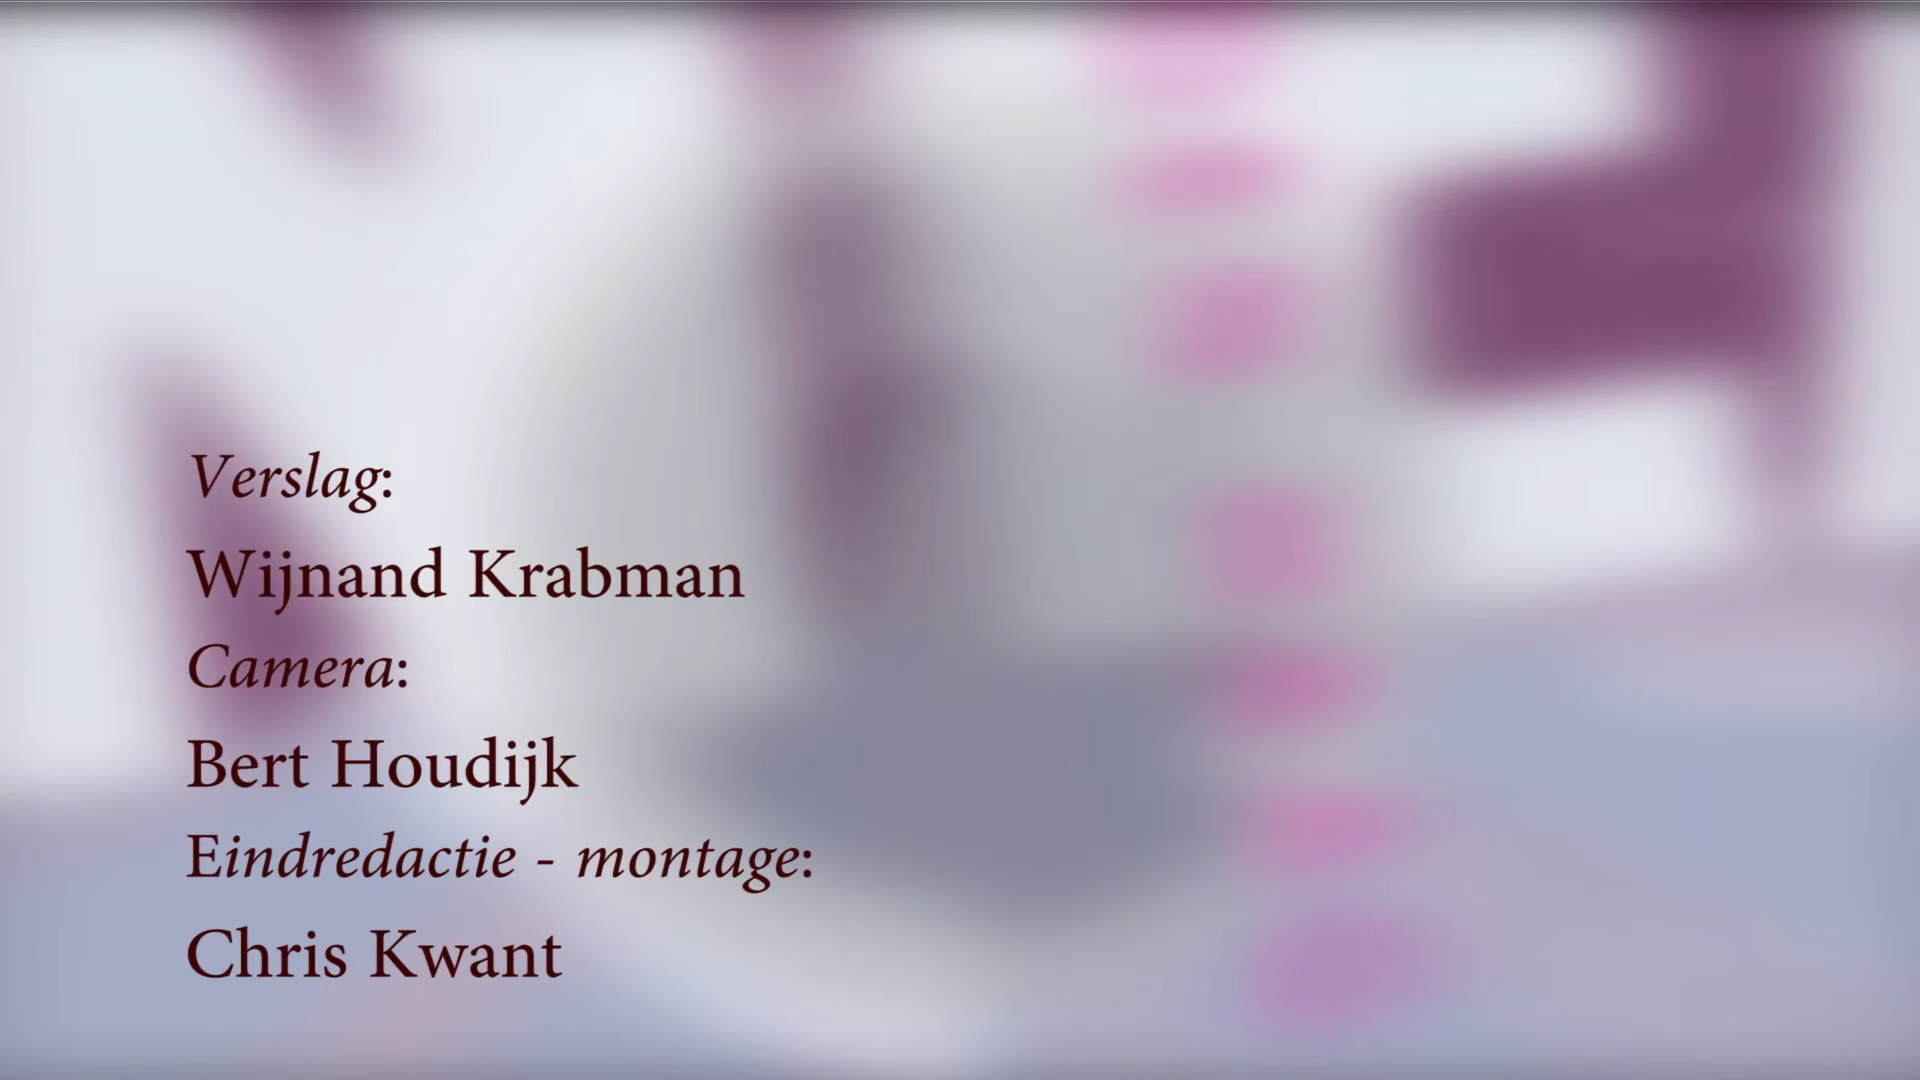 Verslag:
Wijnand Krabman
Camera:
Bert Houdijk
Eindredactie - montage:
Chris Kwant